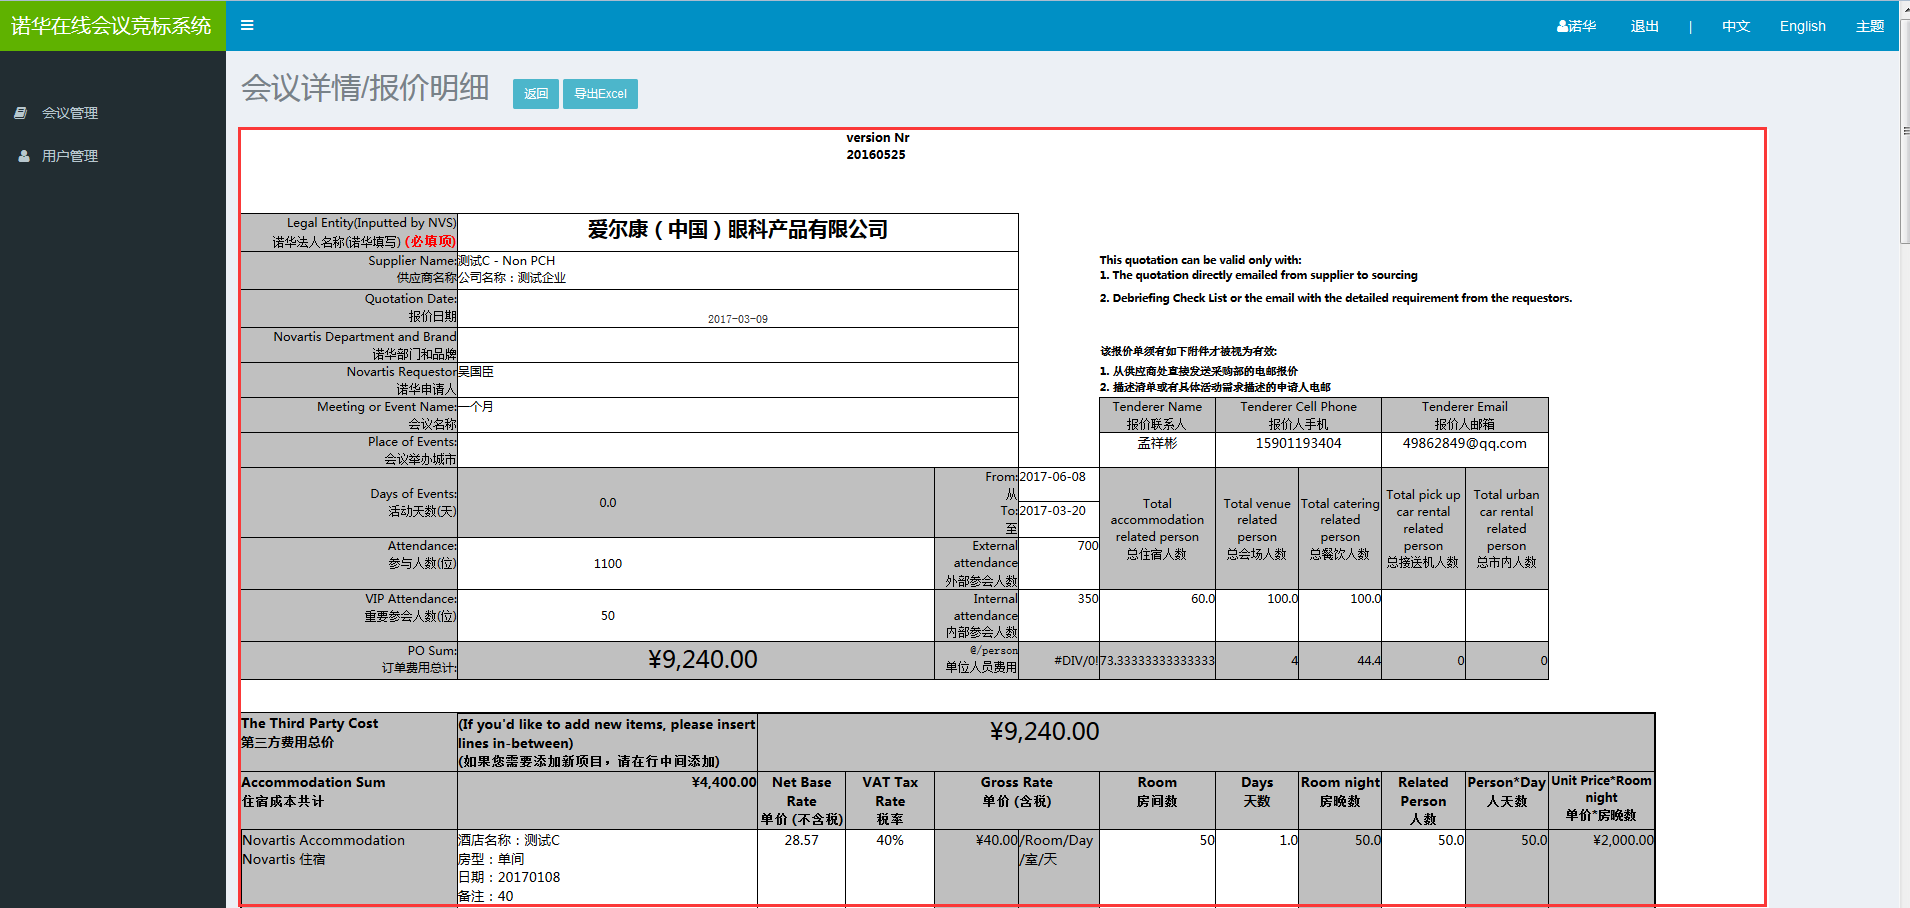 诺华在线会议竞标系统
诺华 退出 | 中文 English 主题
会议管理
用户管理
会议详情/报价明细 返回 导出Excel
version Nr
20160525
Legal Entity(Inputted by NVS)
诺华法人名称(诺华填写) (必填项)
爱尔康（中国）眼科产品有限公司
Supplier Name:
供应商名称
测试C - Non PCH
公司名称：测试企业
Quotation Date:
报价日期
2017-03-09
Novartis Department and Brand
诺华部门和品牌
Novartis Requestor
诺华申请人
吴国臣
Meeting or Event Name:
会议名称
一个月
Place of Events:
会议举办城市
This quotation can be valid only with:
1. The quotation directly emailed from supplier to sourcing
2. Debriefing Check List or the email with the detailed requirement from the requestors.
该报价单须有如下附件才被视为有效:
1. 从供应商处直接发送采购部的电邮报价
2. 描述清单或有具体活动需求描述的申请人电邮
Tenderer Name
报价联系人
Tenderer Cell Phone
报价人手机
Tenderer Email
报价人邮箱
孟祥彬
15901193404
49862849@qq.com
Days of Events:
活动天数(天)
0.0
From:
从
2017-06-08
To:
至
2017-03-20
Total
accommodation
related person
总住宿人数
Total venue
related
person
总会场人数
Total catering
related
person
总餐饮人数
Total pick up
car rental
related
person
总接送机人数
Total urban
car rental
related
person
总市内人数
Attendance:
参与人数(位)
1100
External
attendance
外部参会人数
700
VIP Attendance:
重要参会人数(位)
50
Internal
attendance
内部参会人数
350
60.0
100.0
100.0
PO Sum:
订单费用总计:
¥9,240.00
@/person
单位人员费用
#DIV/0!
73.33333333333333
4
44.4
0
0
The Third Party Cost
第三方费用总价
(If you'd like to add new items, please insert
lines in-between)
(如果您需要添加新项目，请在行中间添加)
¥9,240.00
Accommodation Sum
住宿成本共计
¥4,400.00
Net Base
Rate
单价 (不含税)
VAT Tax
Rate
税率
Gross Rate
单价 (含税)
Room
房间数
Days
天数
Room night
房晚数
Related
Person
人数
Person*Day
人天数
Unit Price*Room
night
单价*房晚数
Novartis Accommodation
Novartis 住宿
酒店名称：测试C
房型：单间
日期：20170108
备注：40
28.57
40%
¥40.00
/Room/Day
/室/天
50
1.0
50.0
50.0
50.0
¥2,000.00